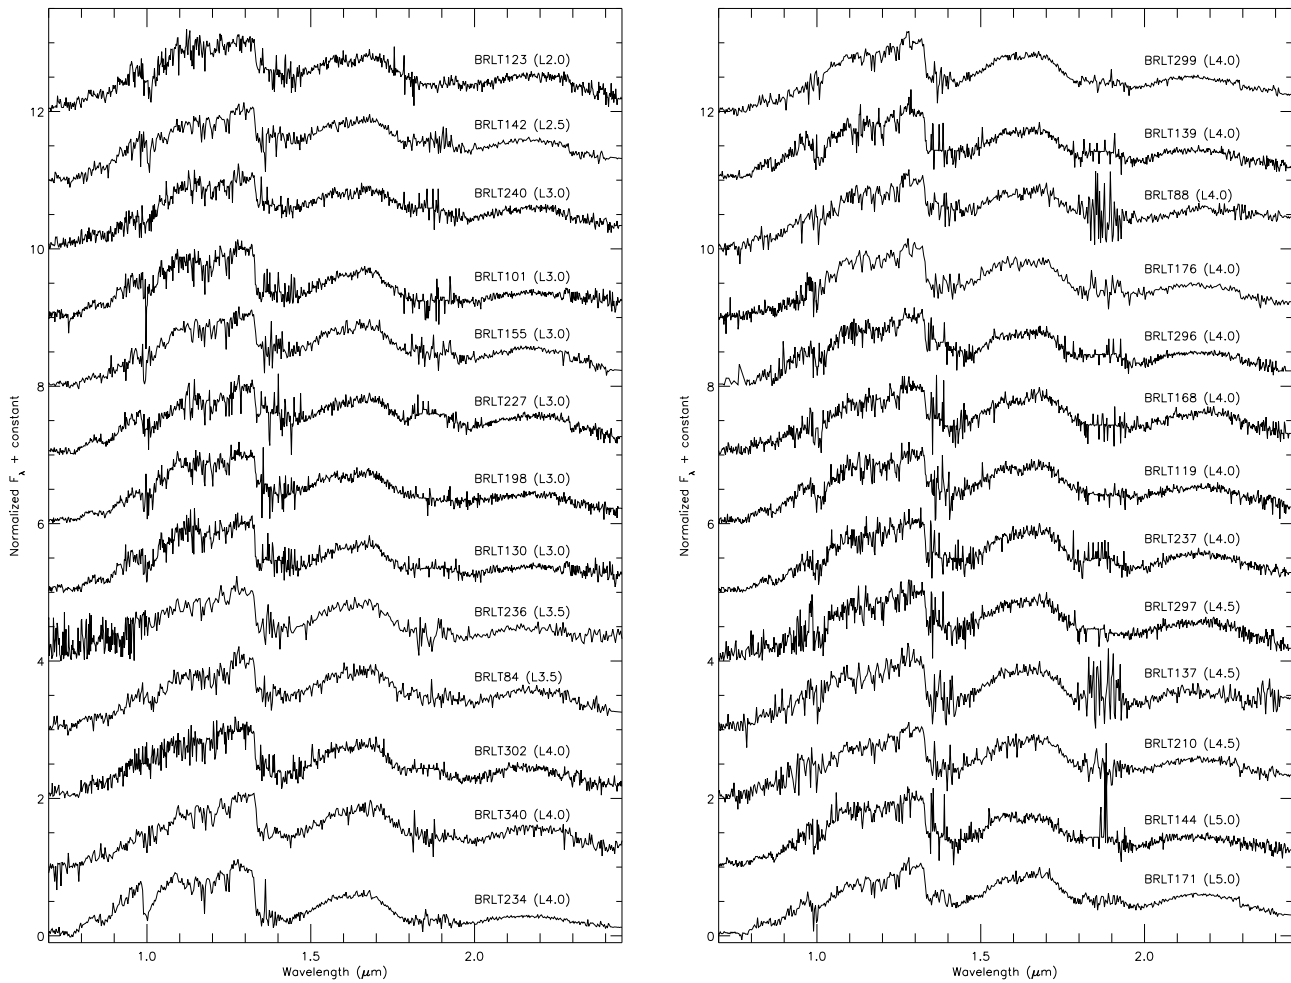 BRLT123 (L2.0)
BRLT142 (L2.5)
BRLT240 (L3.0)
BRLT101 (L3.0)
BRLT155 (L3.0)
BRLT227 (L3.0)
BRLT198 (L3.0)
BRLT130 (L3.0)
BRLT236 (L3.5)
BRLT84 (L3.5)
BRLT302 (L4.0)
BRLT340 (L4.0)
BRLT234 (L4.0)
12
10
8
6
4
2
0
Normalized Fλ + constant
1.0
1.5
2.0
Wavelength (μm)
BRLT299 (L4.0)
BRLT139 (L4.0)
BRLT88 (L4.0)
BRLT176 (L4.0)
BRLT296 (L4.0)
BRLT168 (L4.0)
BRLT119 (L4.0)
BRLT237 (L4.0)
BRLT297 (L4.5)
BRLT137 (L4.5)
BRLT210 (L4.5)
BRLT144 (L5.0)
BRLT171 (L5.0)
12
10
8
6
4
2
0
Normalized Fλ + constant
1.0
1.5
2.0
Wavelength (μm)